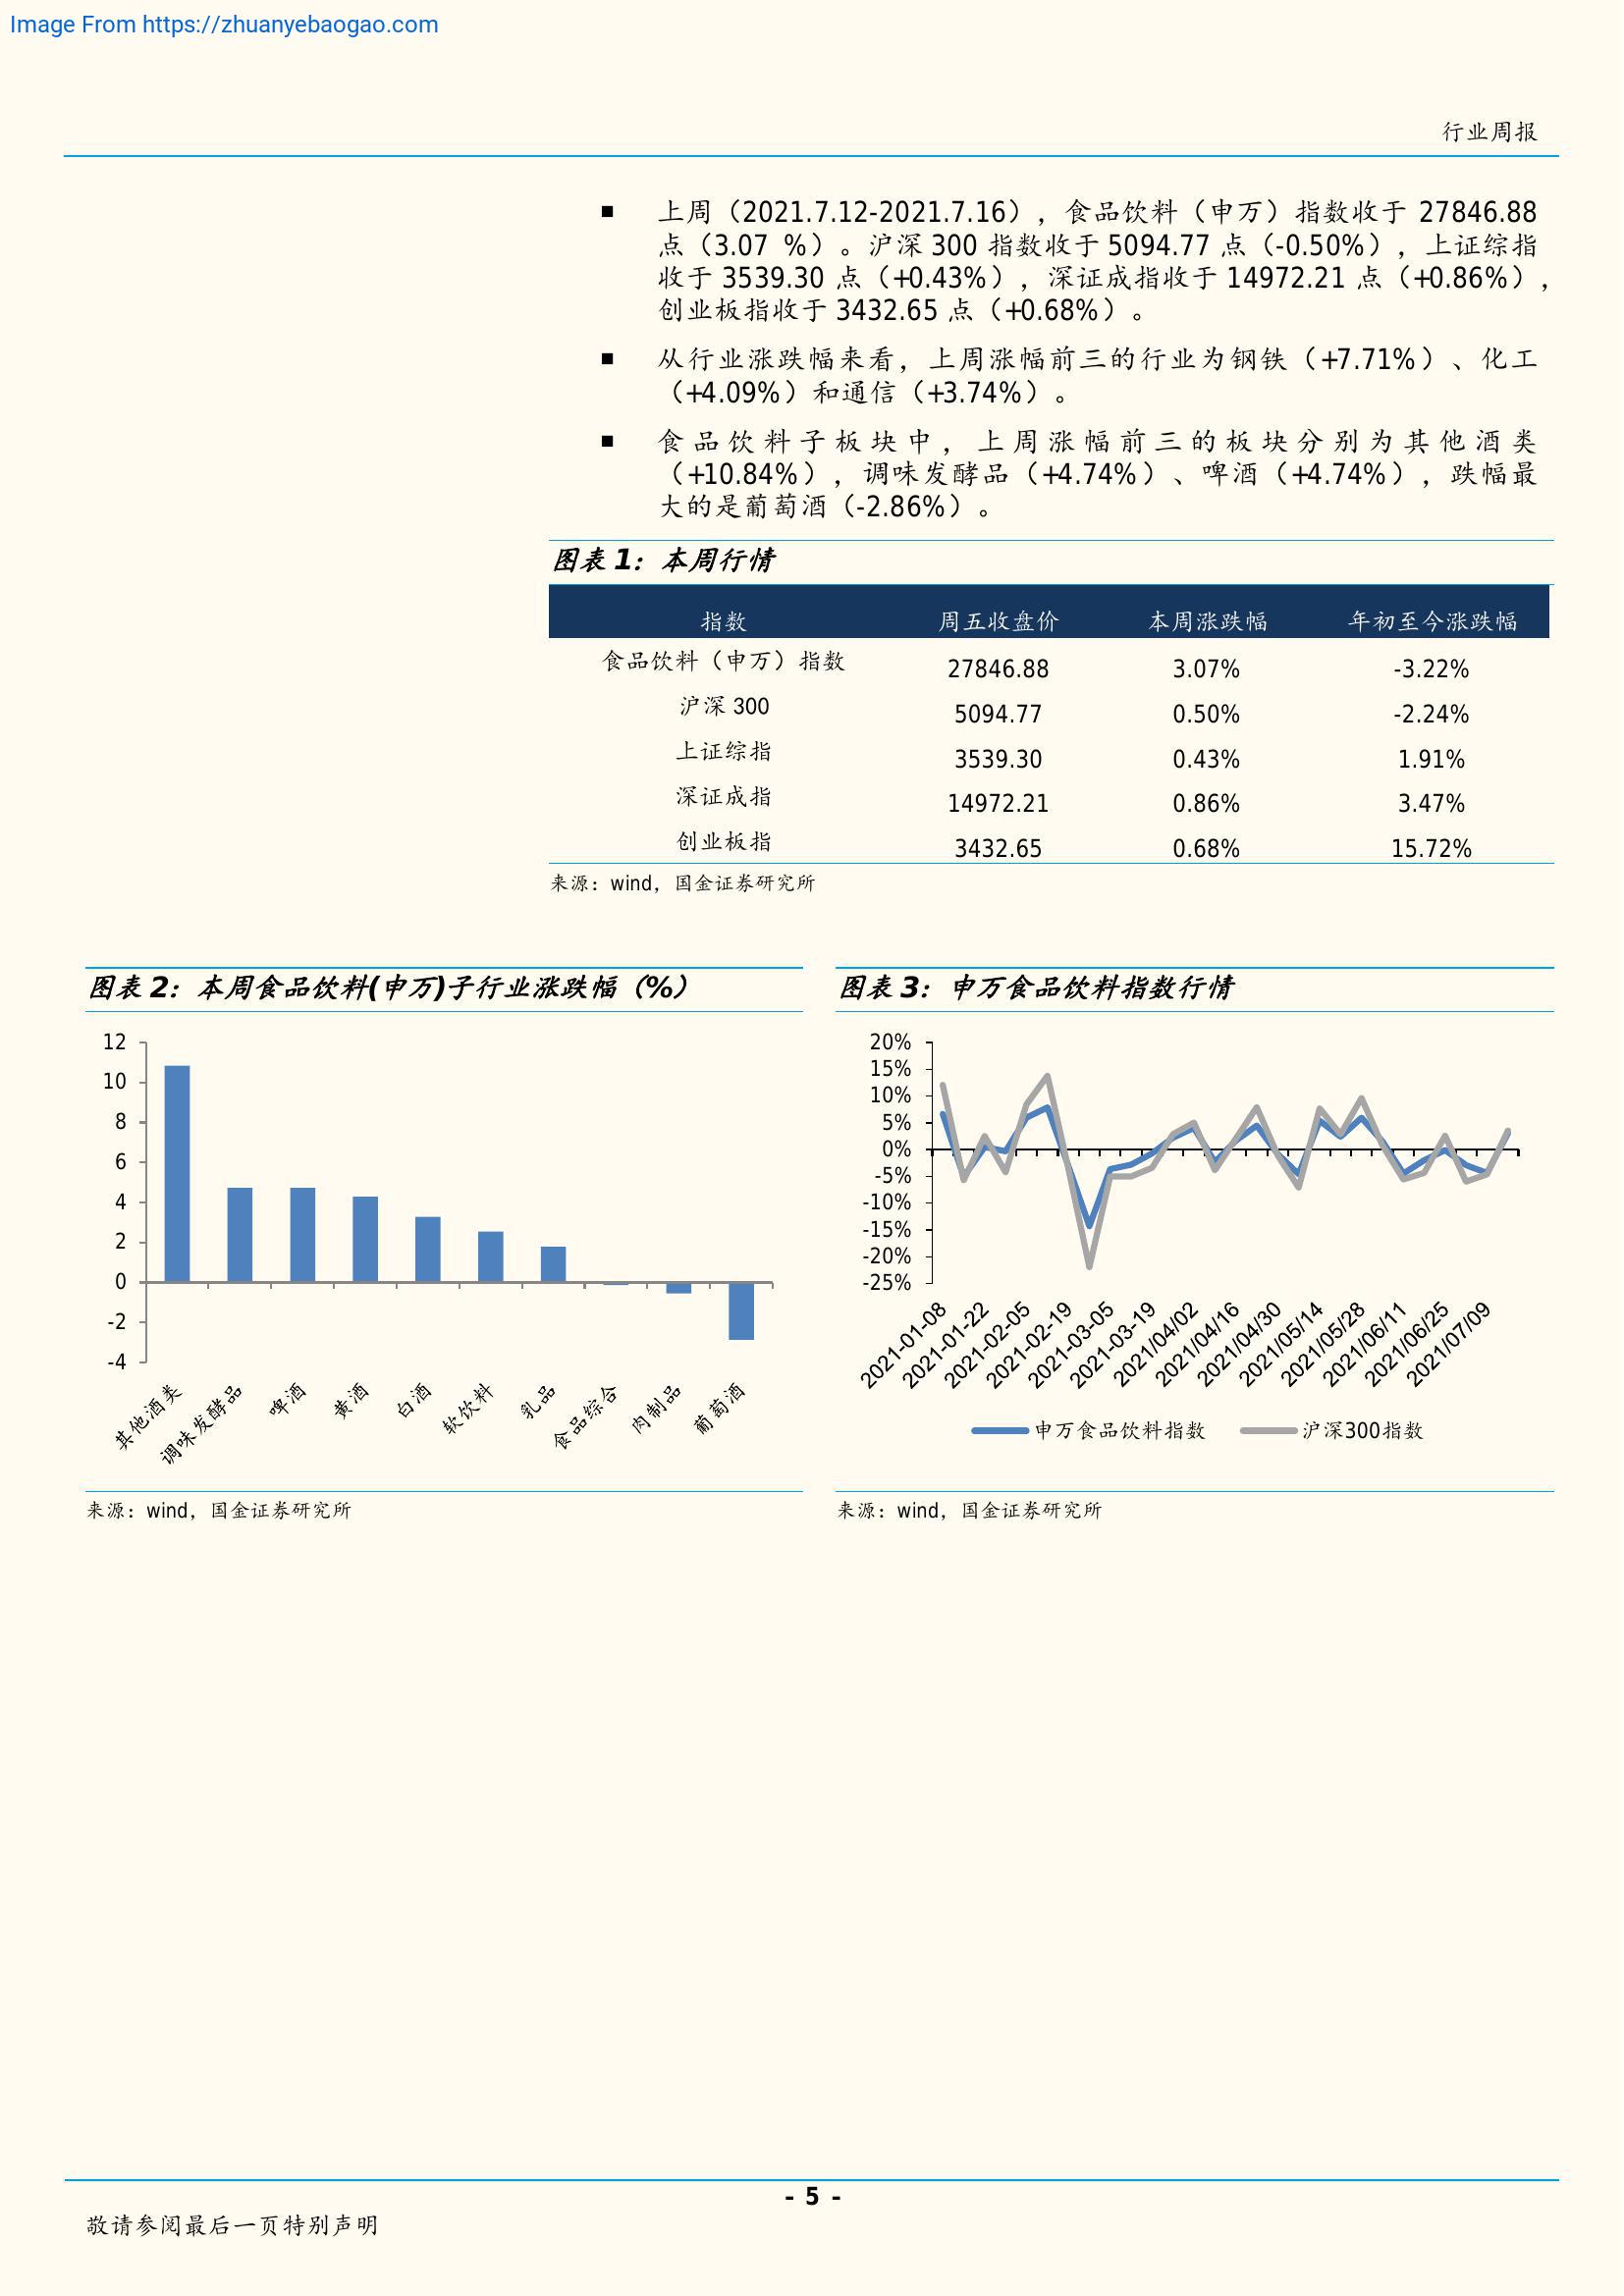 Image From https://zhuanyebaogao.com
行业周报
■ 上周（2021.7.12-2021.7.16），食品饮料（申万）指数收于 27846.88
点（3.07 %）。沪深 300 指数收于 5094.77 点（-0.50%），上证综指
收于 3539.30 点（+0.43%），深证成指收于 14972.21 点（+0.86%），
创业板指收于 3432.65 点（+0.68%）。
■ 从行业涨跌幅来看，上周涨幅前三的行业为钢铁（+7.71%）、化工
（+4.09%）和通信（+3.74%）。
■ 食品饮料子板块中，上周涨幅前三的板块分别为其他酒类
（+10.84%），调味发酵品（+4.74%）、啤酒（+4.74%），跌幅最
大的是葡萄酒（-2.86%）。
图表 1：本周行情
指数 周五收盘价 本周涨跌幅 年初至今涨跌幅
食品饮料（申万）指数 27846.88 3.07% -3.22%
沪深 300 5094.77 0.50% -2.24%
上证综指 3539.30 0.43% 1.91%
深证成指 14972.21 0.86% 3.47%
创业板指 3432.65 0.68% 15.72%
来源：wind，国金证券研究所
图表 2：本周食品饮料(申万)子行业涨跌幅（%）
12
10
8
6
4
2
0
-2
-4
其他酒类
调味发酵品
啤酒
黄酒
白酒
软饮料
乳品
食品综合
肉制品
葡萄酒
来源：wind，国金证券研究所
图表 3：申万食品饮料指数行情
20%
15%
10%
5%
0%
-5%
-10%
-15%
-20%
-25%
2021-01-08
2021-01-22
2021-02-05
2021-02-19
2021-03-05
2021-03-19
2021/04/02
2021/04/16
2021/04/30
2021/05/14
2021/05/28
2021/06/11
2021/06/25
2021/07/09
申万食品饮料指数 沪深300指数
来源：wind，国金证券研究所
- 5 -
敬请参阅最后一页特别声明